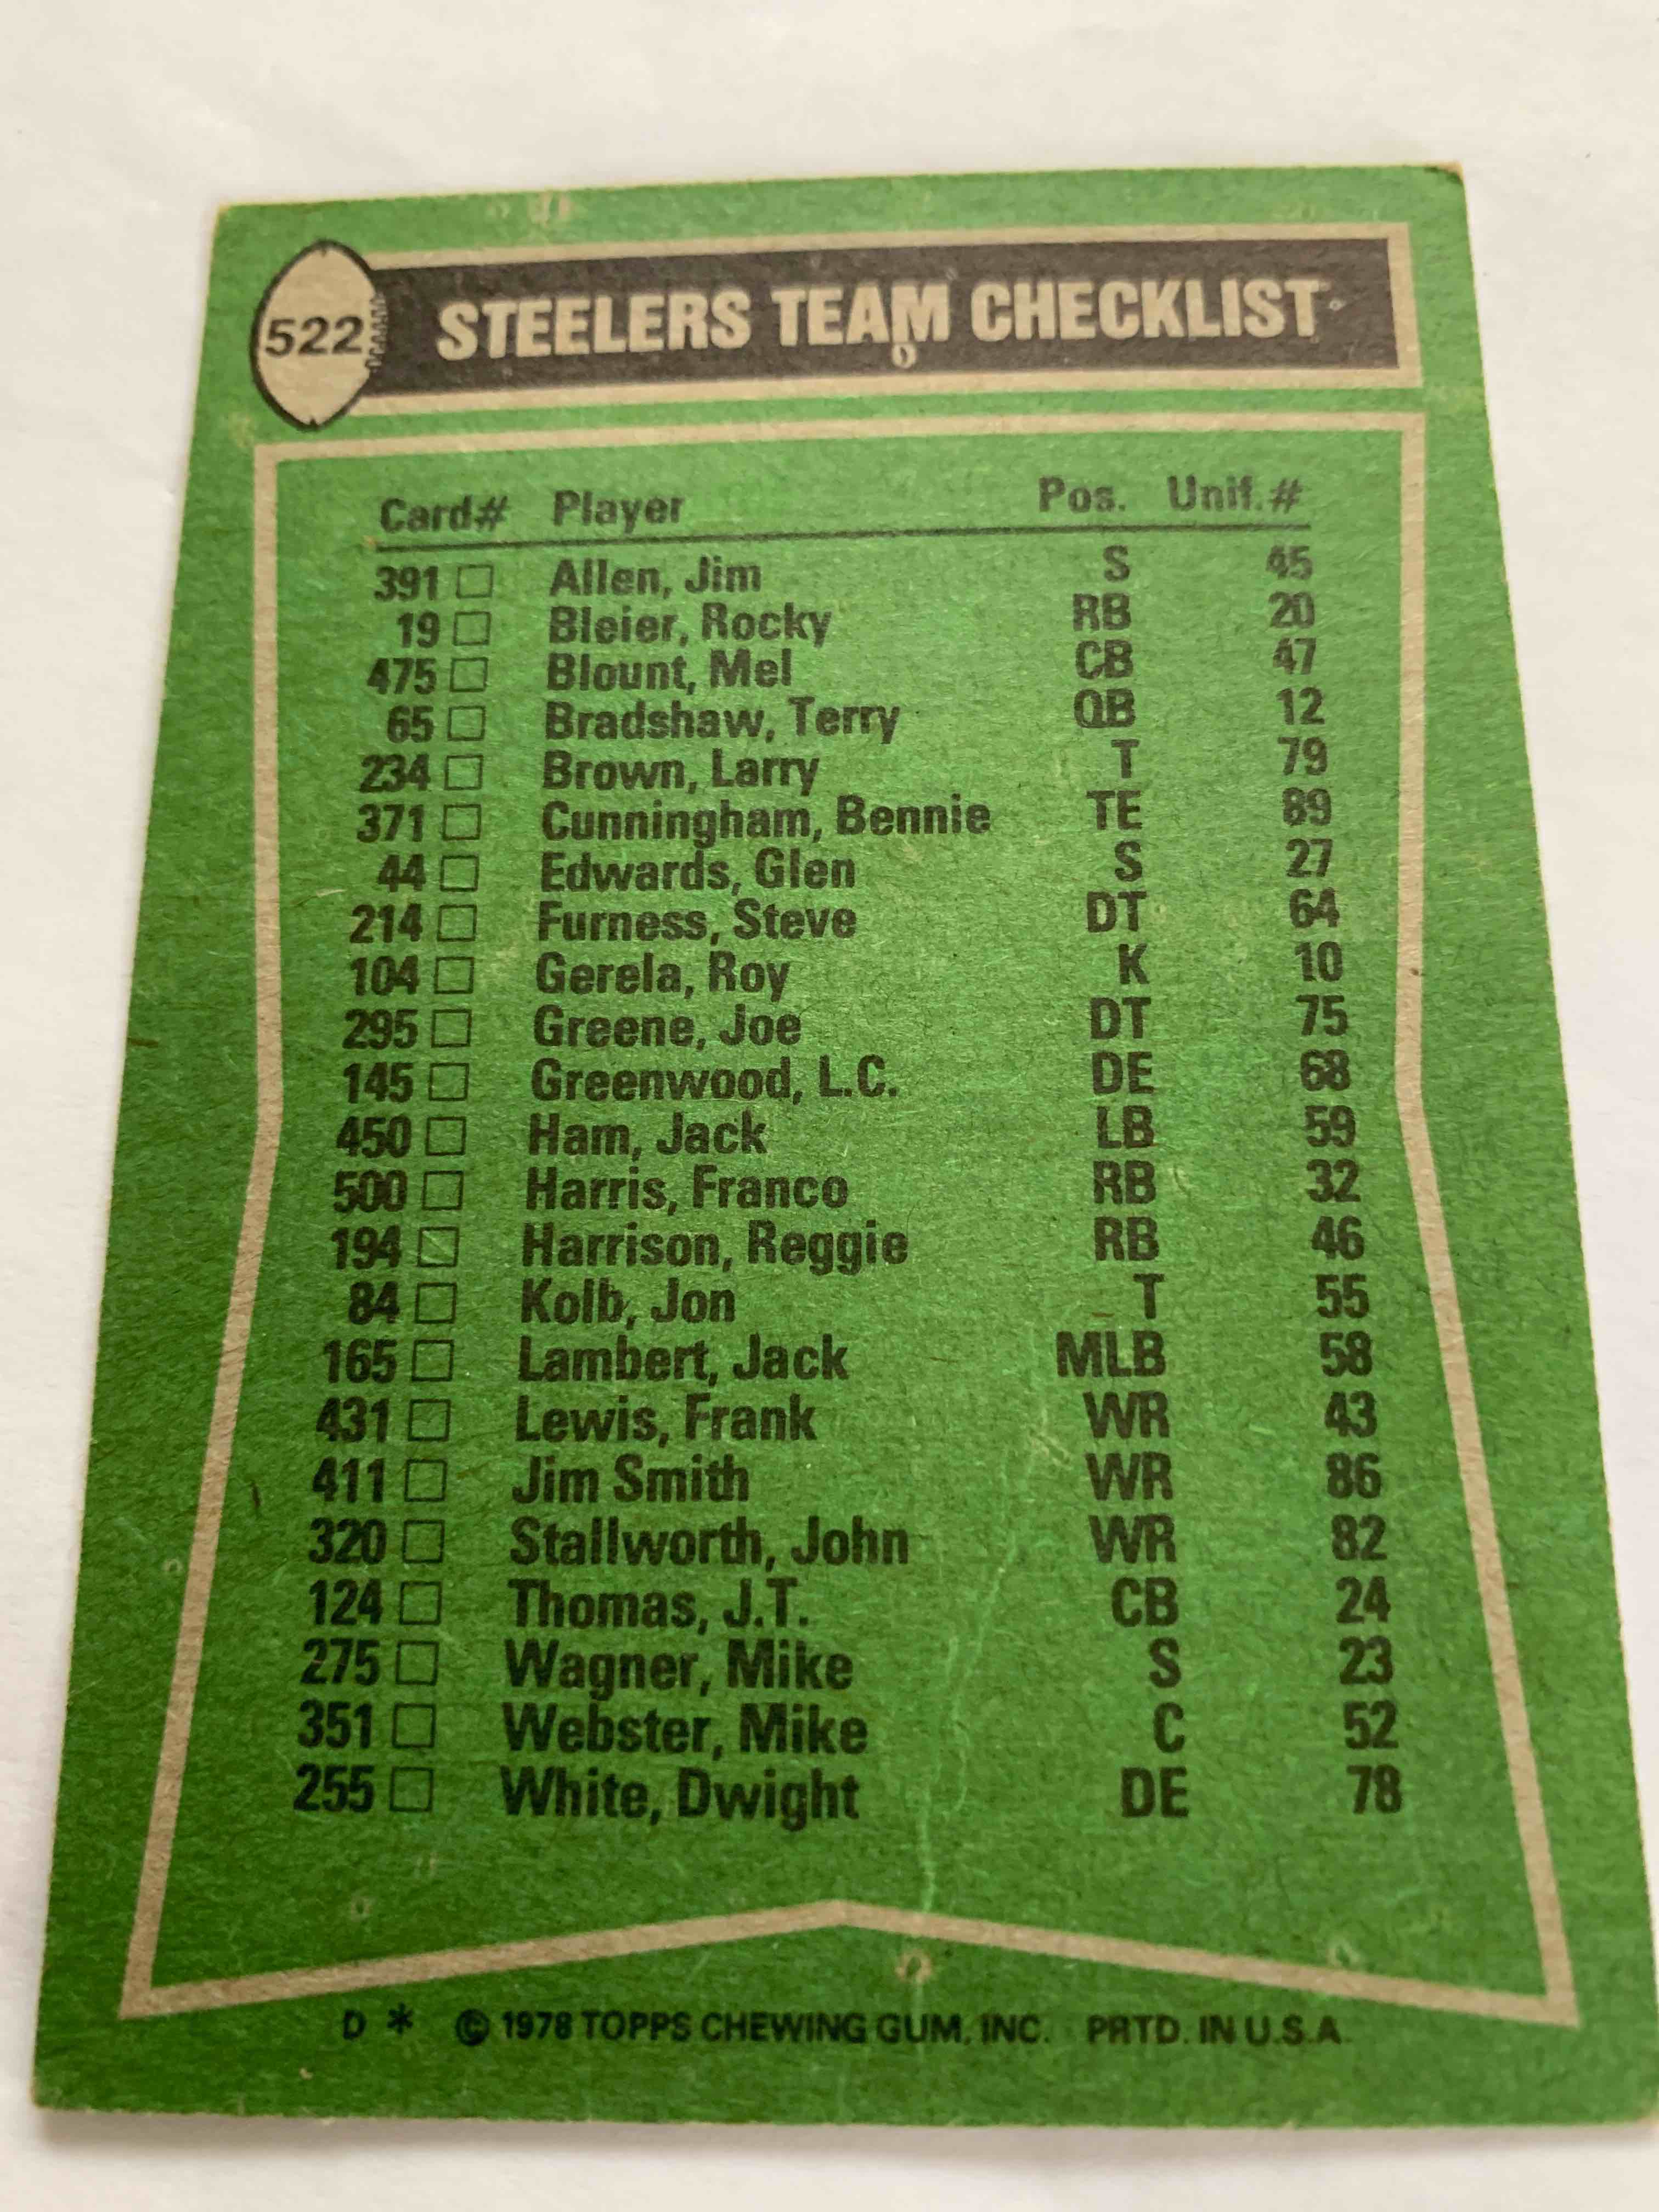 522 STEELERS TEAM CHECKLIST
Card# Player Pos. Unif.#
391 Allen, Jim S 45
19 Bleier, Rocky RB 20
475 Blount, Mel CB 47
65 Bradshaw, Terry QB 12
234 Brown, Larry T 79
371 Cunningham, Bennie TE 89
44 Edwards, Glen S 27
214 Furness, Steve DT 64
104 Gerela, Roy K 10
295 Greene, Joe DT 75
145 Greenwood, L.C. DE 68
450 Ham, Jack LB 59
500 Harris, Franco RB 32
194 Harrison, Reggie RB 46
84 Kolb, Jon T 55
165 Lambert, Jack MLB 58
431 Lewis, Frank WR 43
411 Jim Smith WR 86
320 Stallworth, John WR 82
124 Thomas, J.T. CB 24
275 Wagner, Mike S 23
351 Webster, Mike C 52
255 White, Dwight DE 78
D * © 1978 TOPPS CHEWING GUM, INC. PRTD. IN U.S.A.